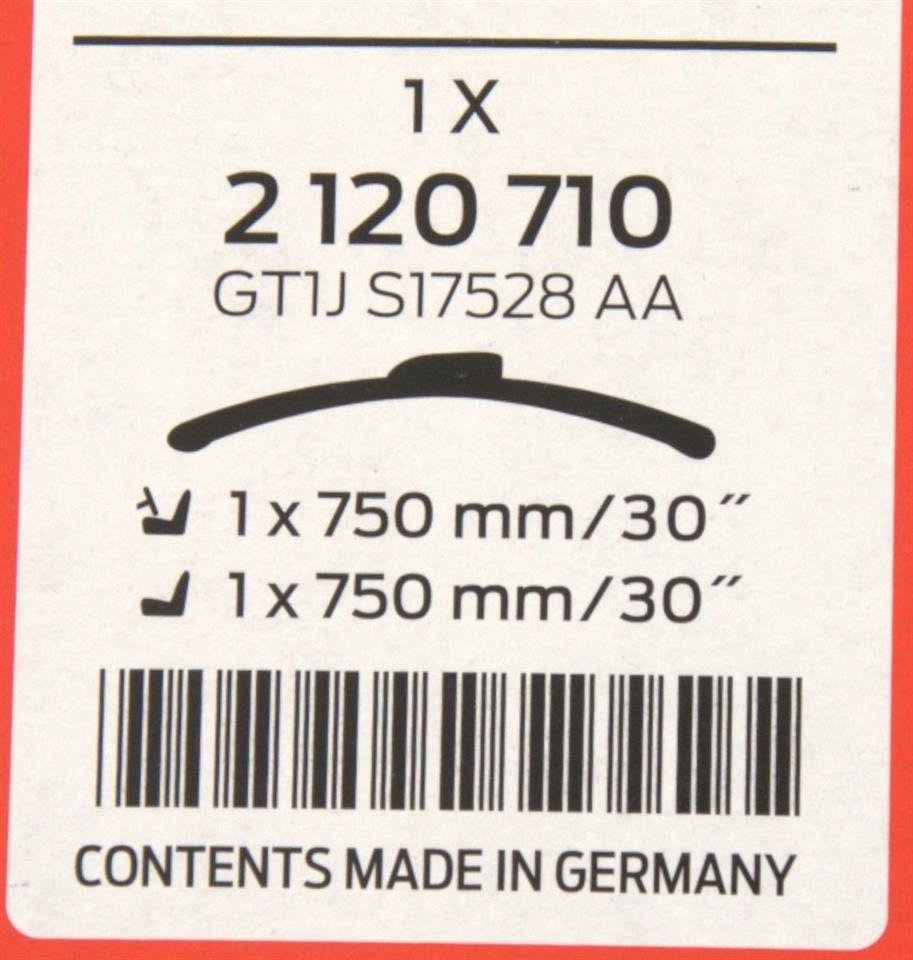 1 X
2 120 710
GT1J S17528 AA
1 x 750 mm/30″
1 x 750 mm/30″
CONTENTS MADE IN GERMANY